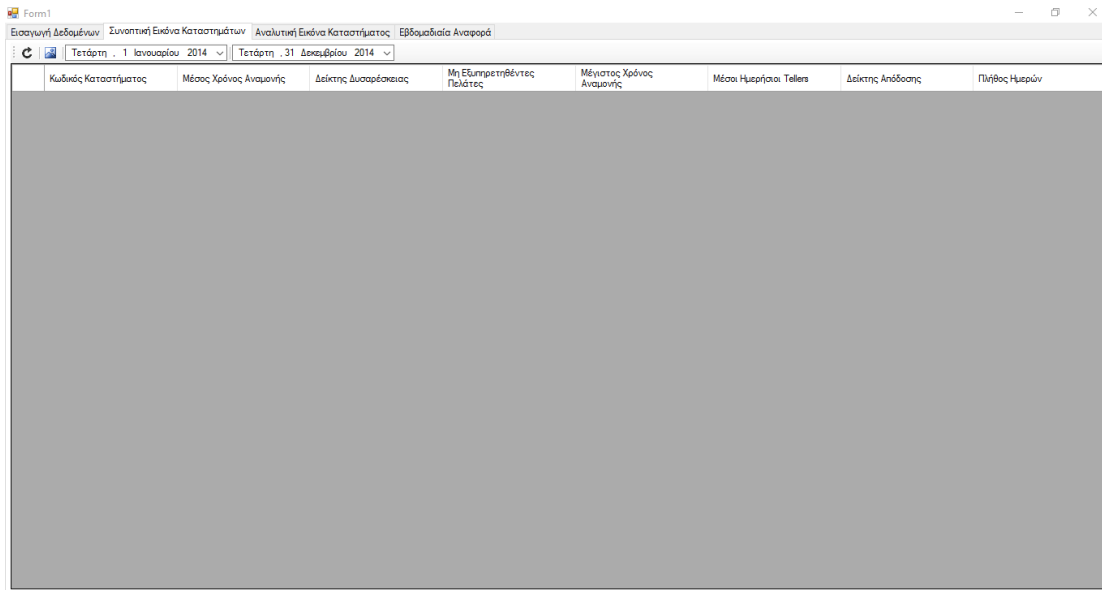 Form1
Εισαγωγή Δεδομένων Συνοπτική Εικόνα Καταστημάτων Αναλυτική Εικόνα Καταστήματος Εβδομαδιαία Αναφορά
Τετάρτη , 1 Ιανουαρίου 2014 Τετάρτη , 31 Δεκεμβρίου 2014
Κωδικός Καταστήματος Μέσος Χρόνος Αναμονής Δείκτης Δυσαρέσκειας Μη Εξυπηρετηθέντες Πελάτες Μέγιστος Χρόνος Αναμονής Μέσοι Ημερήσιοι Tellers Δείκτης Απόδοσης Πλήθος Ημερών